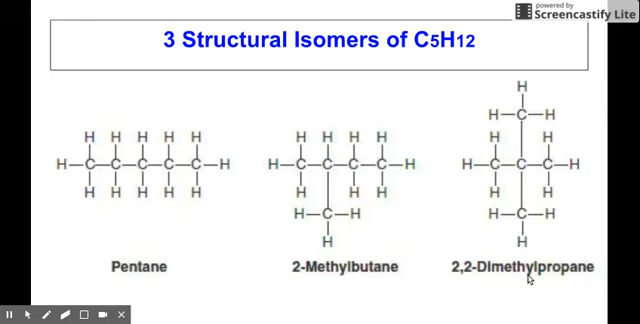 powered by
Screencastify Lite
3 Structural Isomers of C5H12
H
H—C—H
H H H H H
H H H H
H H
H—C—C—C—C—C—H
H—C—C—C—C—H
H—C—C—C—H
H H H H H
H H H
H H
H—C—H
H—C—H
H
H
Pentane
2-Methylbutane
2,2-Dimethylpropane